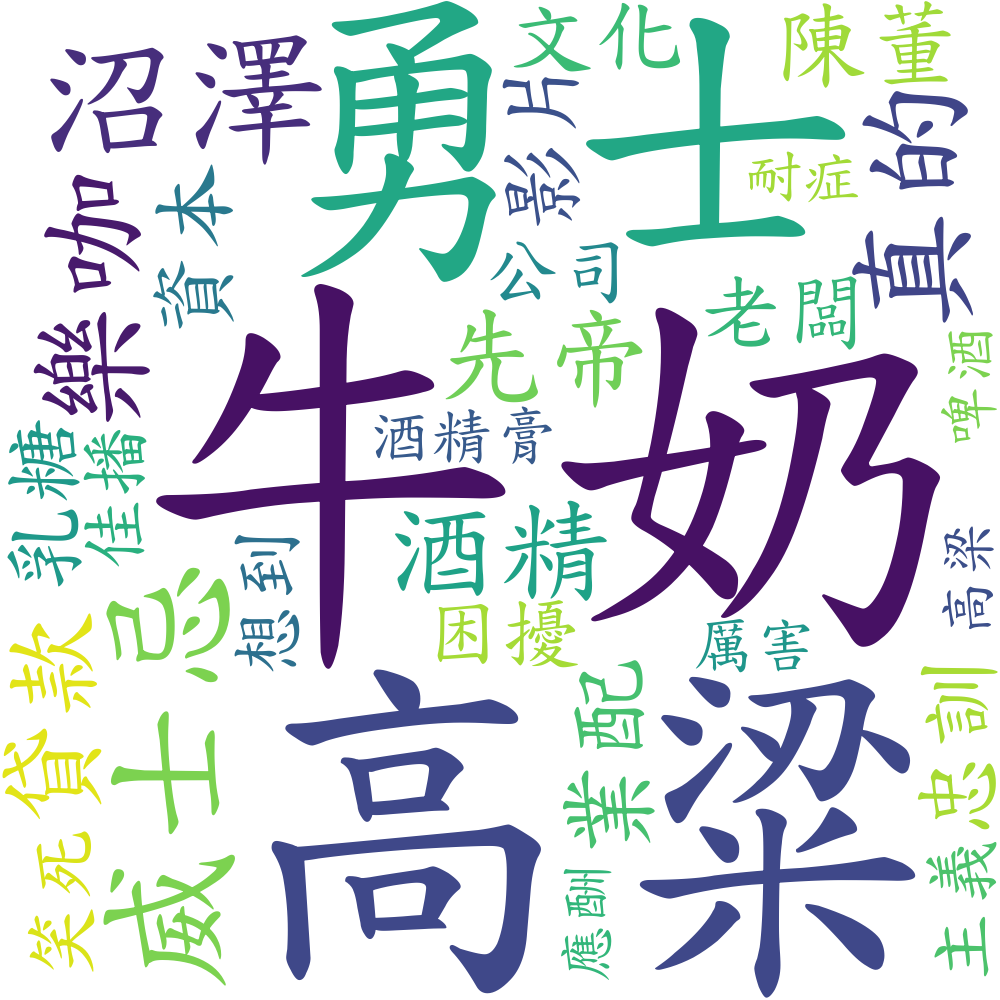 沼澤
勇士
文化
陳董
影片
真的
耐症
咖樂
資本
公司
老闆
先帝
牛奶
酒精膏
啤酒
乳糖
佳播
酒精
想到
高梁
困擾
厲害
威士忌
貸款
笑死
高粱
業配
忠訓
應酬
主義